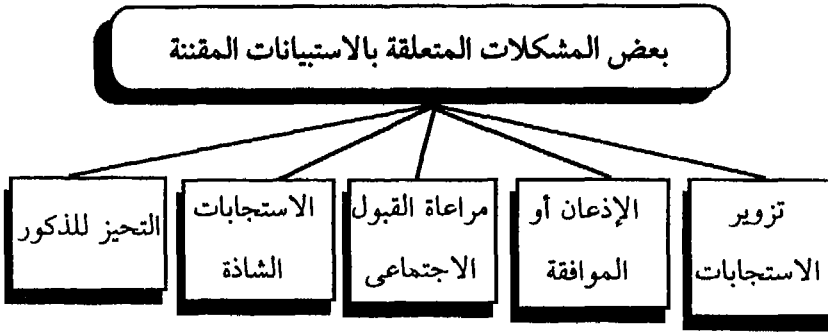 بعض المشكلات المتعلقة بالاستبيانات المقننة
تزوير
الاستجابات
الإذعان أو
الموافقة
مراعاة القبول
الاجتماعى
الاستجابات
الشاذة
التحيز للذكور